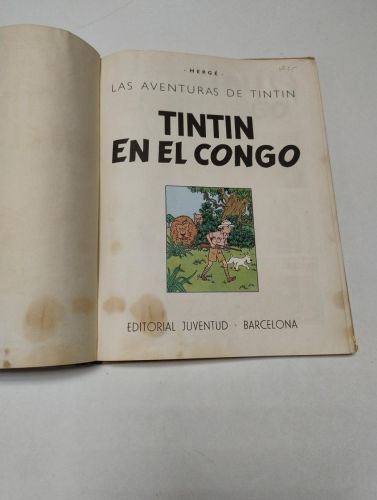 · HERGÉ ·
LAS AVENTURAS DE TINTIN
TINTIN
EN EL CONGO
EDITORIAL JUVENTUD · BARCELONA